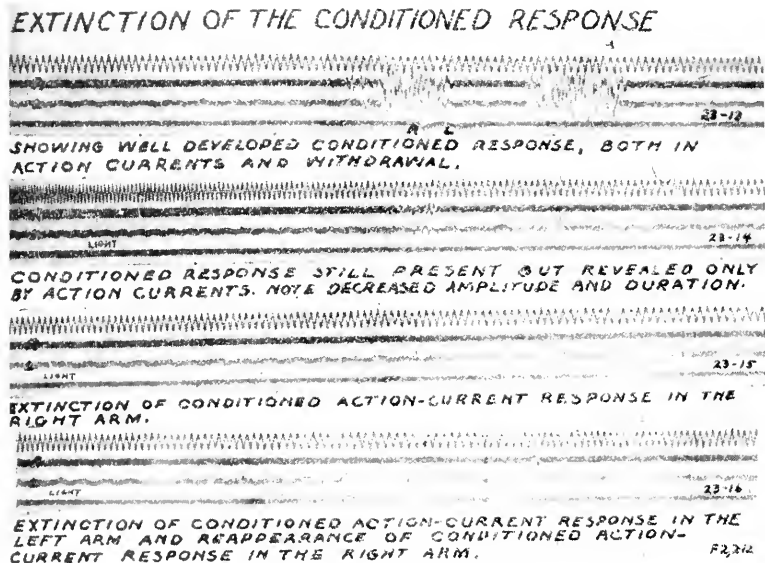 EXTINCTION OF THE CONDITIONED RESPONSE
R L
23-13
SHOWING WELL DEVELOPED CONDITIONED RESPONSE, BOTH IN
ACTION CURRENTS AND WITHDRAWAL.
LIGHT
23-14
CONDITIONED RESPONSE STILL PRESENT BUT REVEALED ONLY
BY ACTION CURRENTS. NOTE DECREASED AMPLITUDE AND DURATION.
LIGHT
23-15
EXTINCTION OF CONDITIONED ACTION-CURRENT RESPONSE IN THE
RIGHT ARM.
LIGHT
23-16
EXTINCTION OF CONDITIONED ACTION-CURRENT RESPONSE IN THE
LEFT ARM AND REAPPEARANCE OF CONDITIONED ACTION-
CURRENT RESPONSE IN THE RIGHT ARM.
F2,212